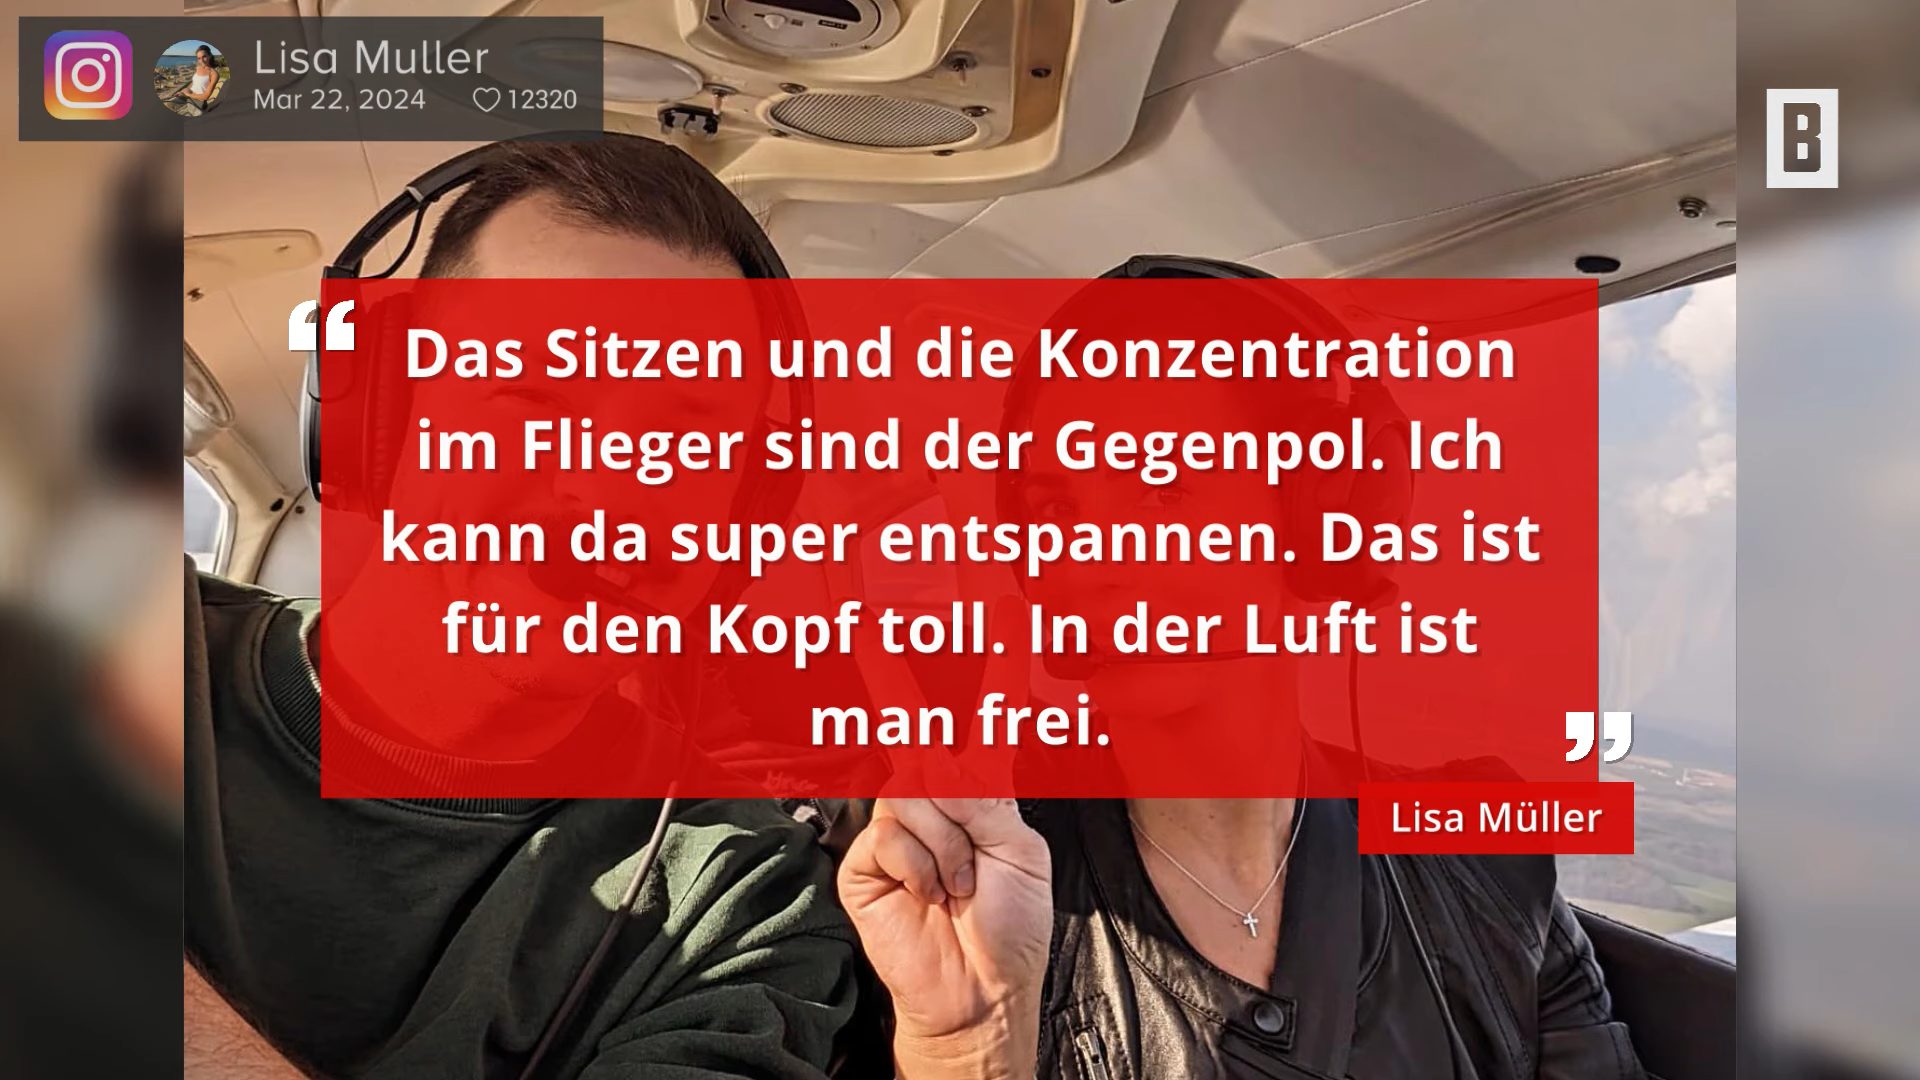 Lisa Muller
Mar 22, 2024 12320
B
“
Das Sitzen und die Konzentration
im Flieger sind der Gegenpol. Ich
kann da super entspannen. Das ist
für den Kopf toll. In der Luft ist
man frei.
”
Lisa Müller